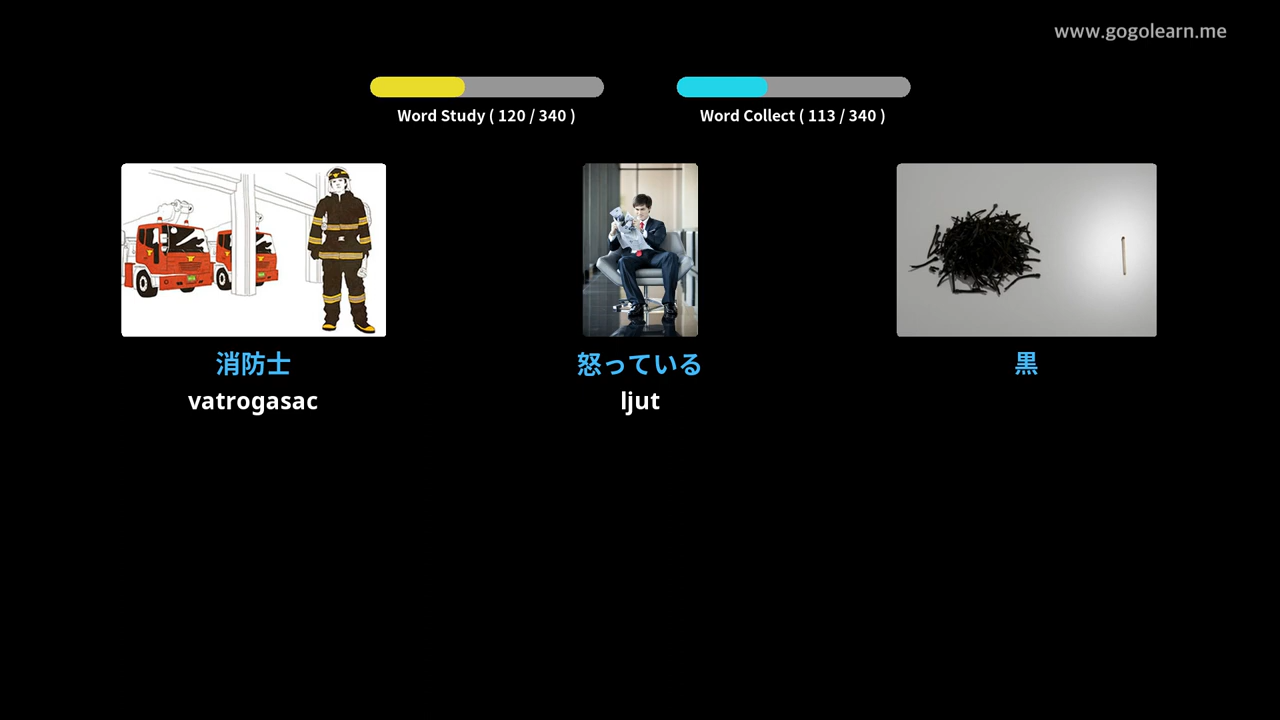 www.gogolearn.me
Word Study ( 120 / 340 )
Word Collect ( 113 / 340 )
消防士
怒っている
黒
vatrogasac
ljut